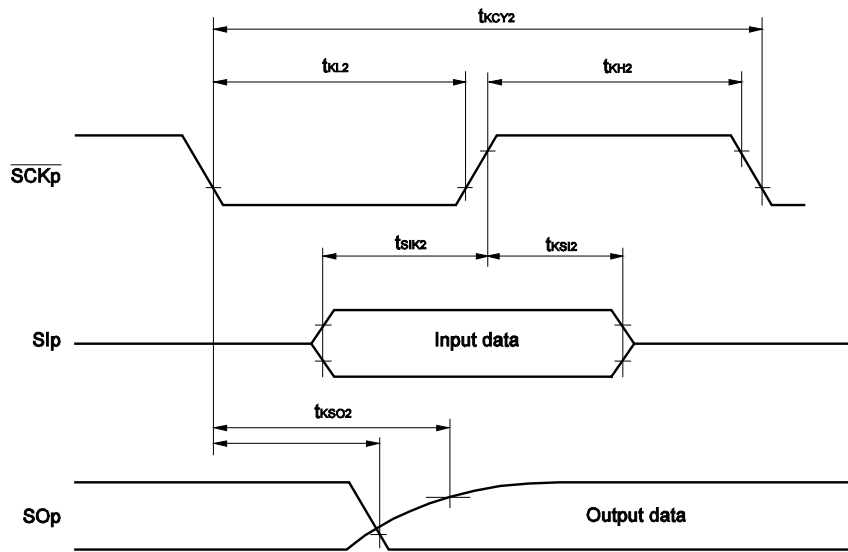 tKCY2
tKL2
tKH2
SCKp
tSIK2
tKSI2
SIp
Input data
tKSO2
SOp
Output data